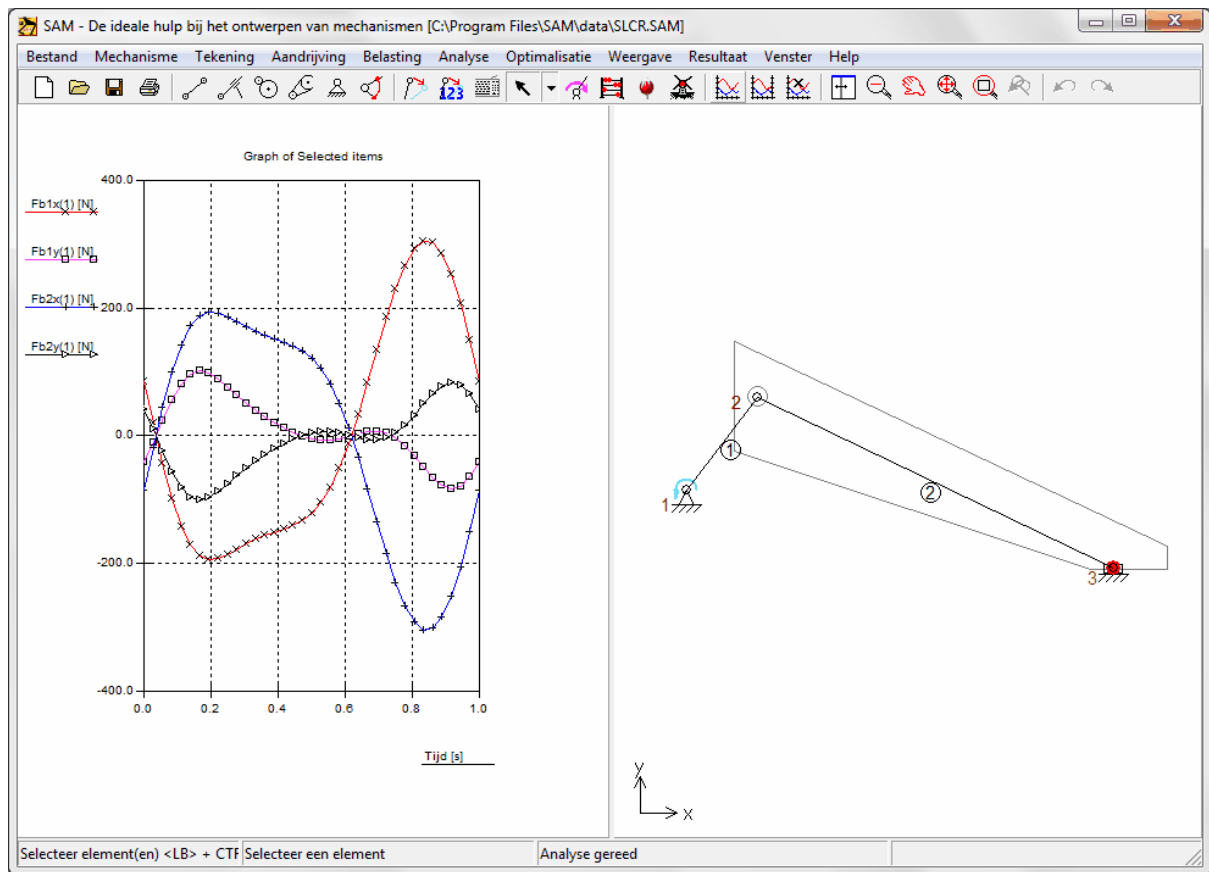 SAM - De ideale hulp bij het ontwerpen van mechanismen [C:\Program Files\SAM\data\SLCR.SAM]
Bestand Mechanisme Tekening Aandrijving Belasting Analyse Optimalisatie Weergave Resultaat Venster Help
123
Graph of Selected items
400.0
Fb1x(1) [N]
Fb1y(1) [N]
Fb2x(1) [N]
200.0
Fb2y(1) [N]
0.0
-200.0
-400.0
0.0 0.2 0.4 0.6 0.8 1.0
Tijd [s]
2
1
2
1
3
y
x
Selecteer element(en) <LB> + CTF Selecteer een element Analyse gereed